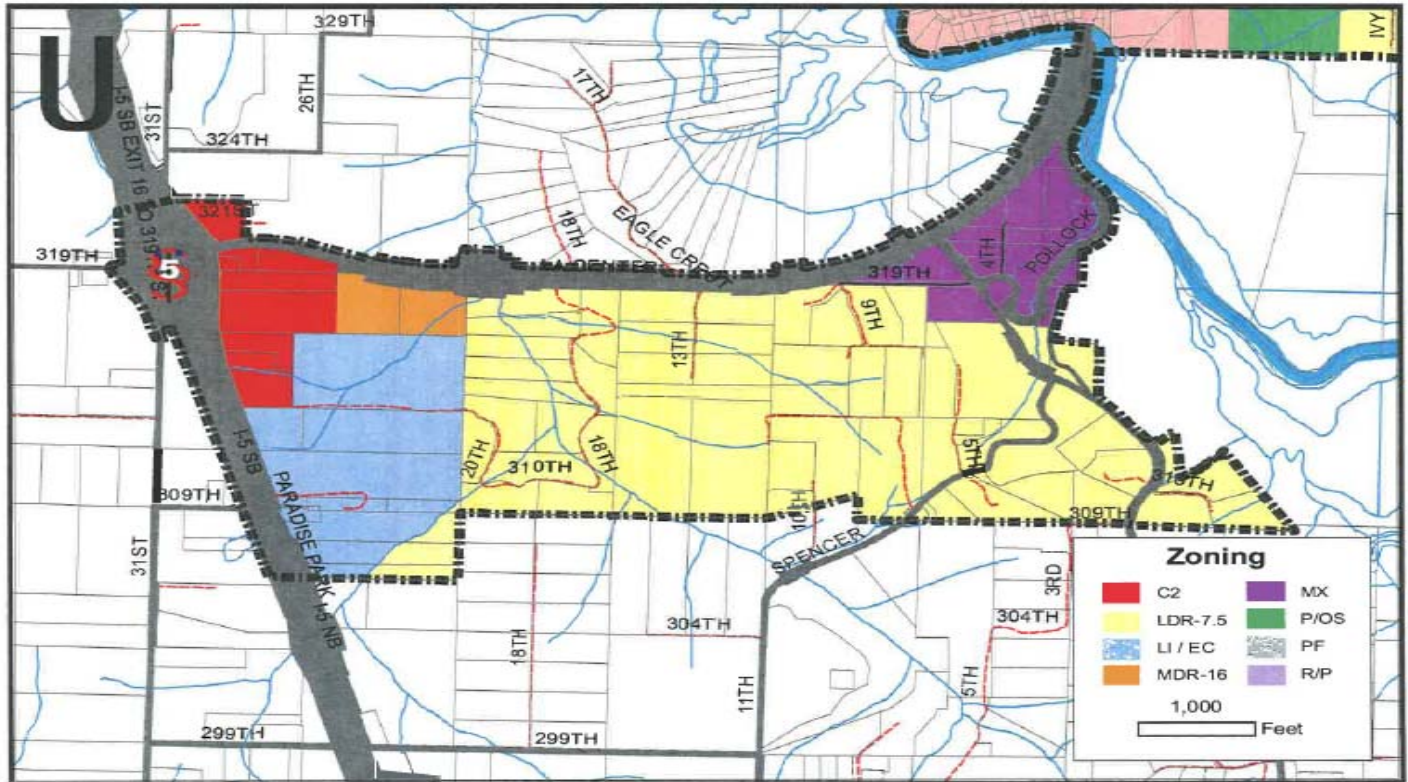 U
329TH
IVY
17TH
26TH
31ST
I-5 SB EXIT 16
324TH
321ST
18TH
EAGLE CREST
POLLOCK
4TH
319TH
5
319TH
9TH
13TH
I-5 SB
20TH
310TH
18TH
5TH
309TH
PARADISE PARK
10TH
309TH
31ST
SPENCER
I-5 NB
3RD
304TH
304TH
18TH
11TH
5TH
299TH
299TH
Zoning
C2
MX
LDR-7.5
P/OS
LI / EC
PF
MDR-16
R/P
1,000
Feet